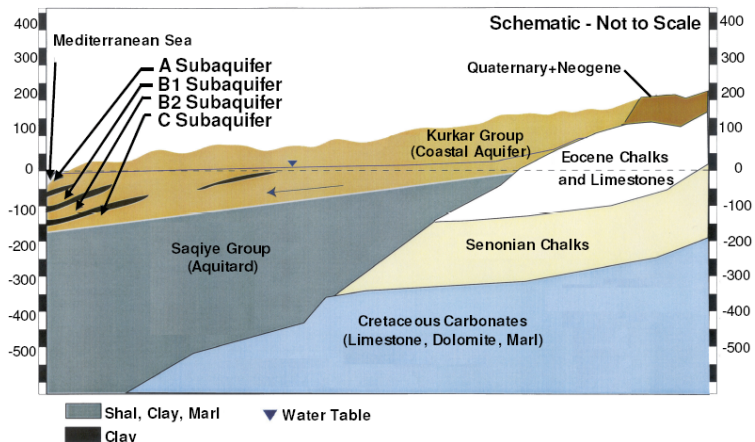 Schematic - Not to Scale
400
300
200
100
0
-100
-200
-300
-400
-500
400
300
200
100
0
-100
-200
-300
-400
-500
Mediterranean Sea
A Subaquifer
B1 Subaquifer
B2 Subaquifer
C Subaquifer
Quaternary+Neogene
Kurkar Group
(Coastal Aquifer)
Eocene Chalks
and Limestones
Saqiye Group
(Aquitard)
Senonian Chalks
Cretaceous Carbonates
(Limestone, Dolomite, Marl)
Shal, Clay, Marl
Water Table
Clay